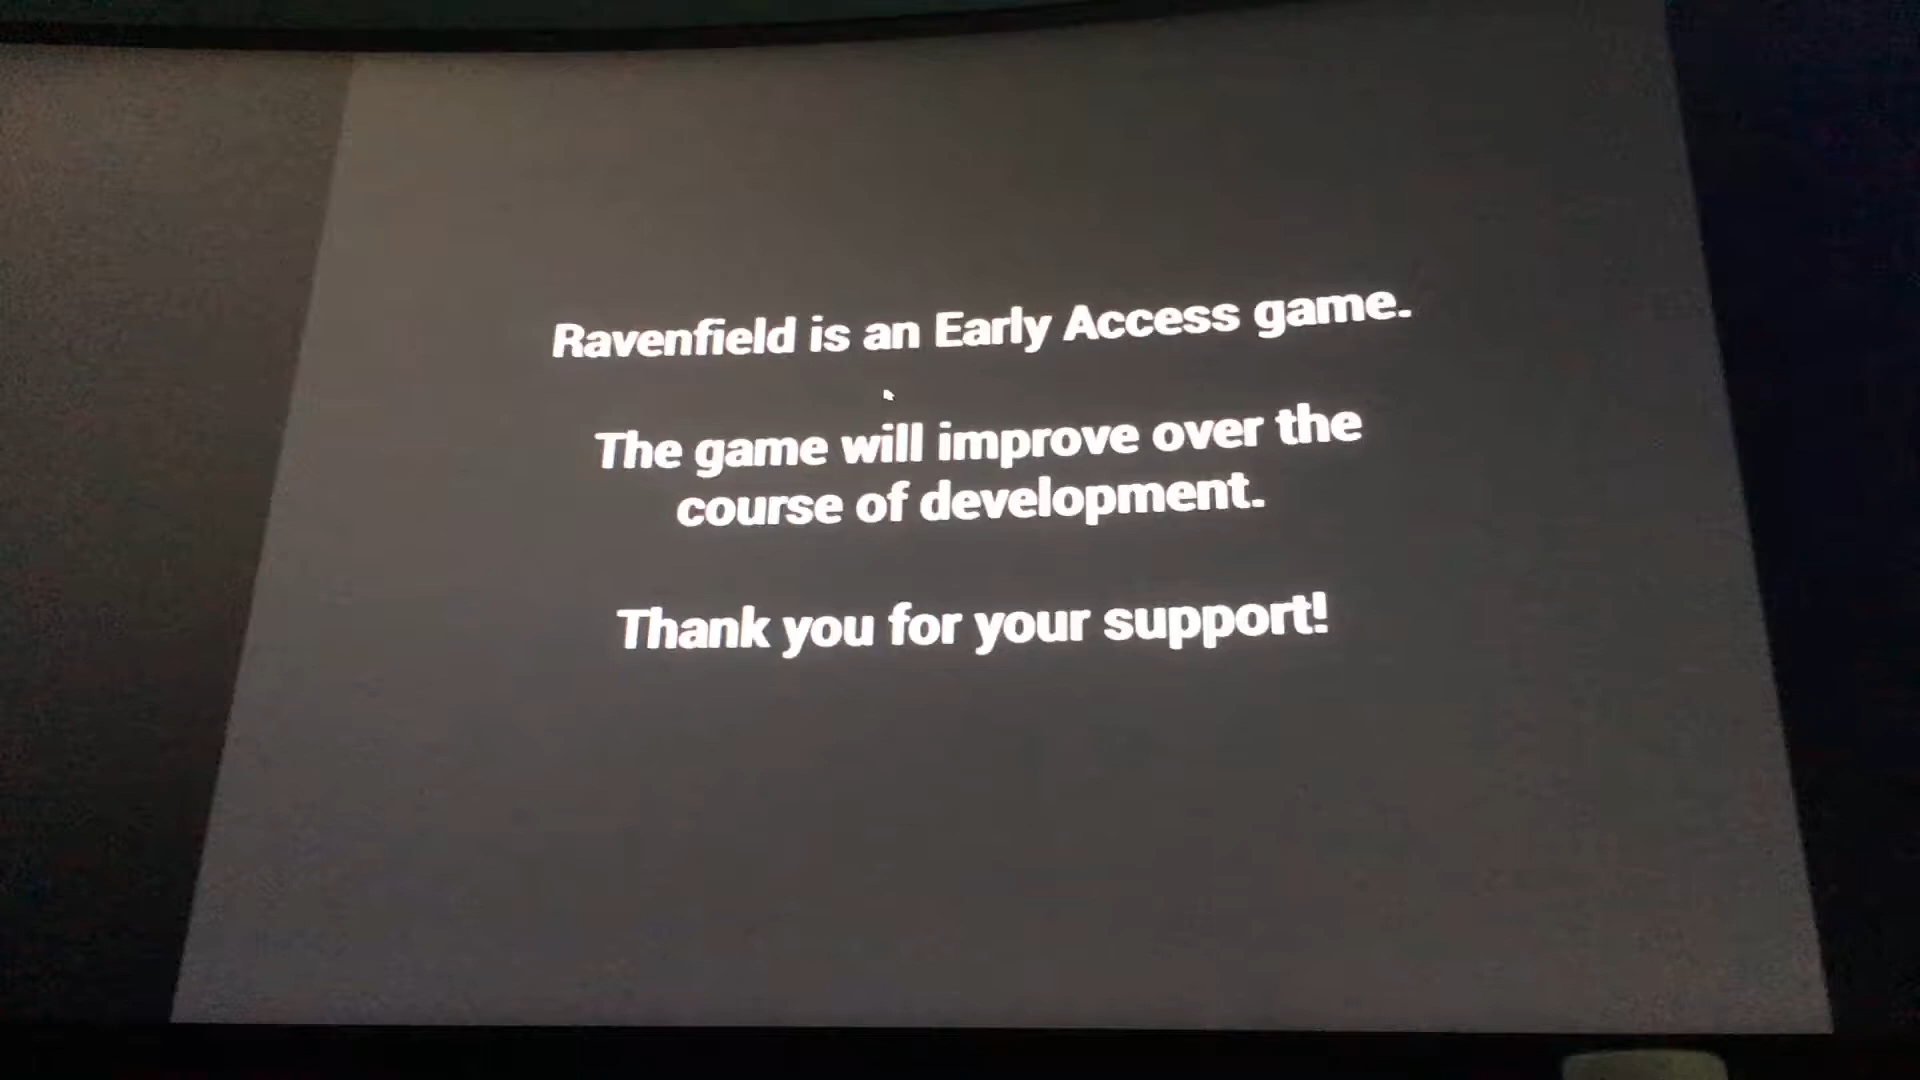 Ravenfield is an Early Access game.
The game will improve over the
course of development.
Thank you for your support!